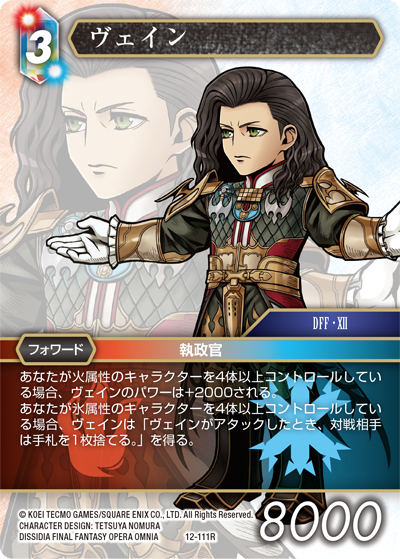 3
ヴェイン
DFF・XII
フォワード
執政官
あなたが火属性のキャラクターを4体以上コントロールしてい
る場合、ヴェインのパワーは+2000される。
あなたが氷属性のキャラクターを4体以上コントロールしてい
る場合、ヴェインは「ヴェインがアタックしたとき、対戦相手
は手札を1枚捨てる。」を得る。
© KOEI TECMO GAMES/SQUARE ENIX CO., LTD. All Rights Reserved.
CHARACTER DESIGN: TETSUYA NOMURA
DISSIDIA FINAL FANTASY OPERA OMNIA
12-111R
8000